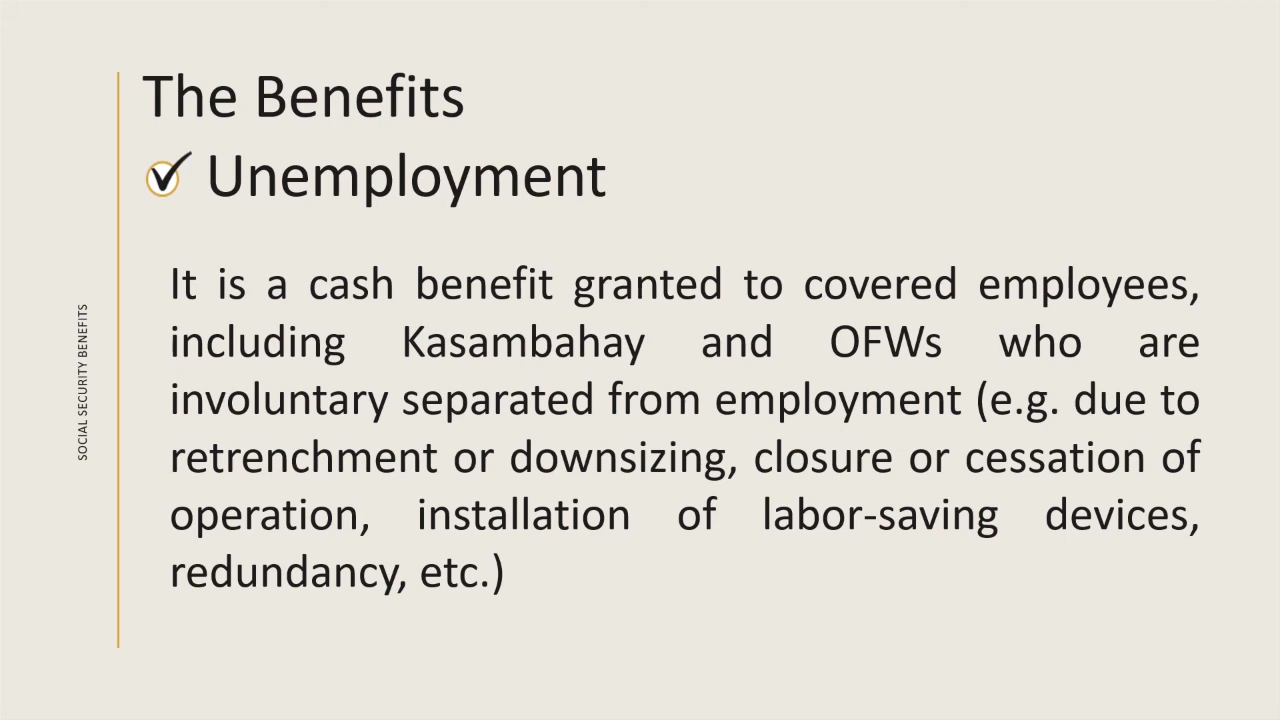 The Benefits
Unemployment
It is a cash benefit granted to covered employees,
including Kasambahay and OFWs who are
involuntary separated from employment (e.g. due to
retrenchment or downsizing, closure or cessation of
operation, installation of labor-saving devices,
redundancy, etc.)
SOCIAL SECURITY BENEFITS